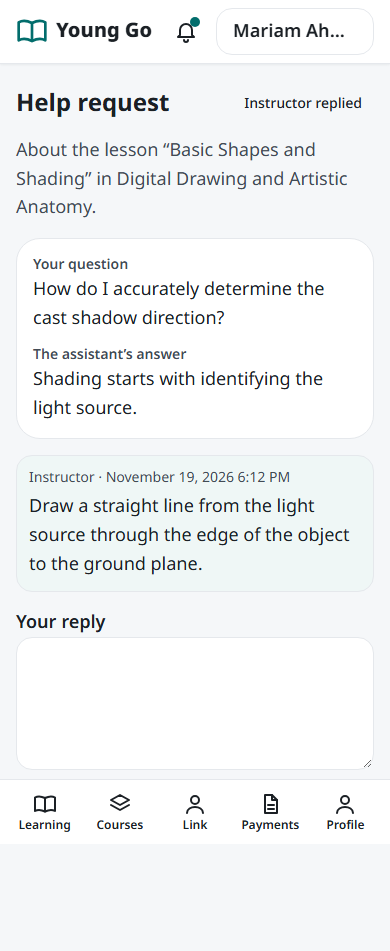 Young Go
Mariam Ah...
Help request
Instructor replied
About the lesson “Basic Shapes and
Shading” in Digital Drawing and Artistic
Anatomy.
Your question
How do I accurately determine the
cast shadow direction?
The assistant’s answer
Shading starts with identifying the
light source.
Instructor · November 19, 2026 6:12 PM
Draw a straight line from the light
source through the edge of the object
to the ground plane.
Your reply
Learning
Courses
Link
Payments
Profile